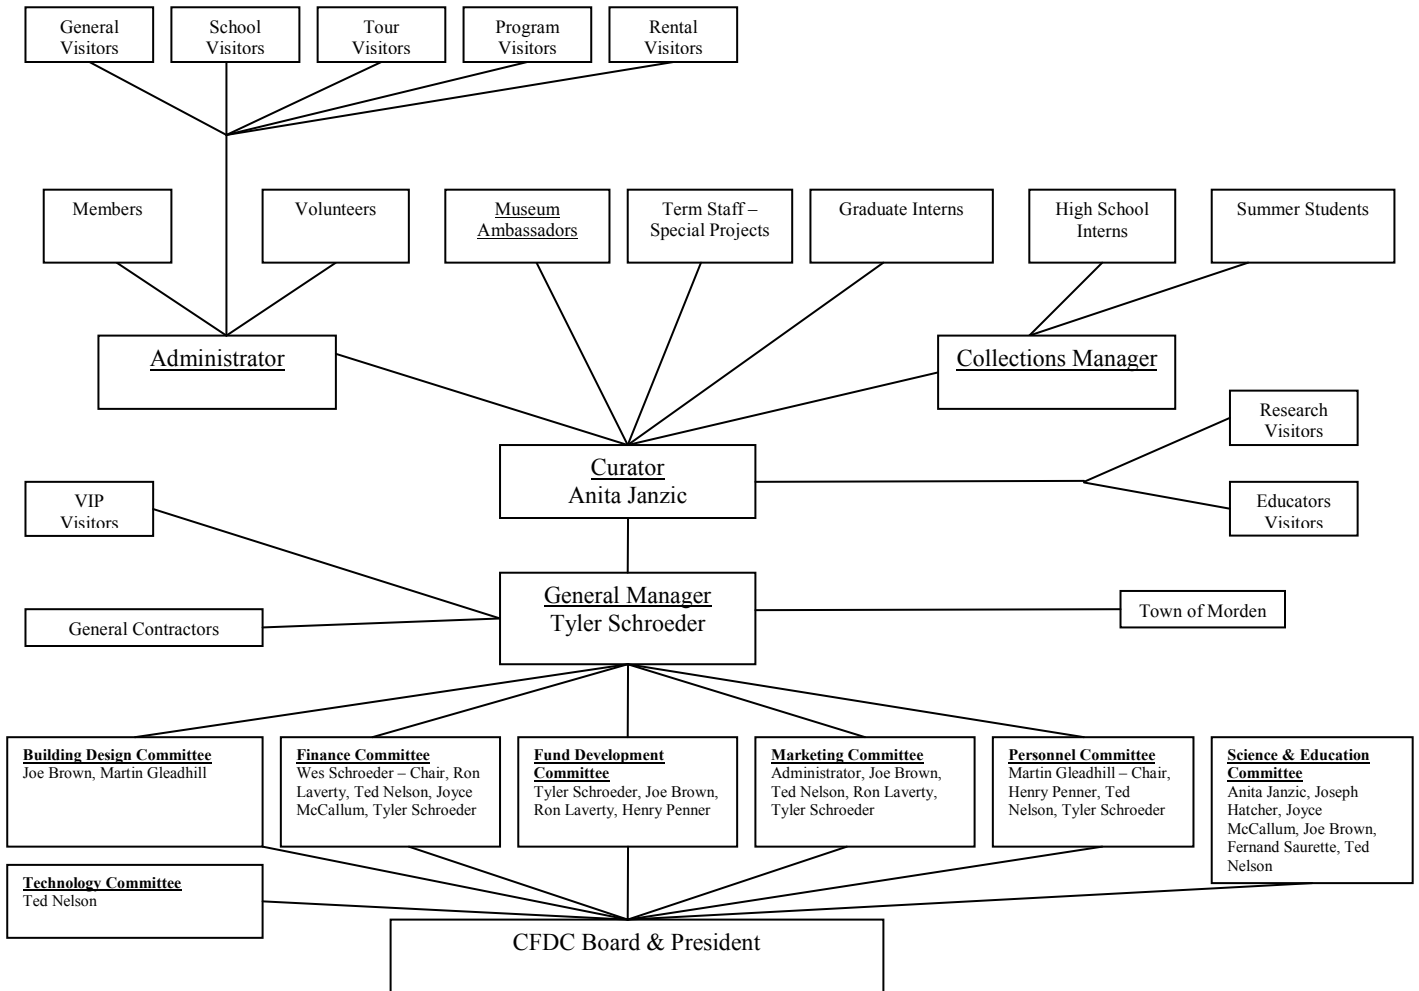 General
Visitors
School
Visitors
Tour
Visitors
Program
Visitors
Rental
Visitors
Members
Volunteers
Museum
Ambassadors
Term Staff –
Special Projects
Graduate Interns
High School
Interns
Summer Students
Administrator
Collections Manager
Research
Visitors
Curator
Anita Janzic
VIP
Visitors
Educators
Visitors
General Manager
Tyler Schroeder
General Contractors
Town of Morden
Building Design Committee
Joe Brown, Martin Gleadhill
Finance Committee
Wes Schroeder – Chair, Ron
Laverty, Ted Nelson, Joyce
McCallum, Tyler Schroeder
Fund Development
Committee
Tyler Schroeder, Joe Brown,
Ron Laverty, Henry Penner
Marketing Committee
Administrator, Joe Brown,
Ted Nelson, Ron Laverty,
Tyler Schroeder
Personnel Committee
Martin Gleadhill – Chair,
Henry Penner, Ted
Nelson, Tyler Schroeder
Science & Education
Committee
Anita Janzic, Joseph
Hatcher, Joyce
McCallum, Joe Brown,
Fernand Saurette, Ted
Nelson
Technology Committee
Ted Nelson
CFDC Board & President